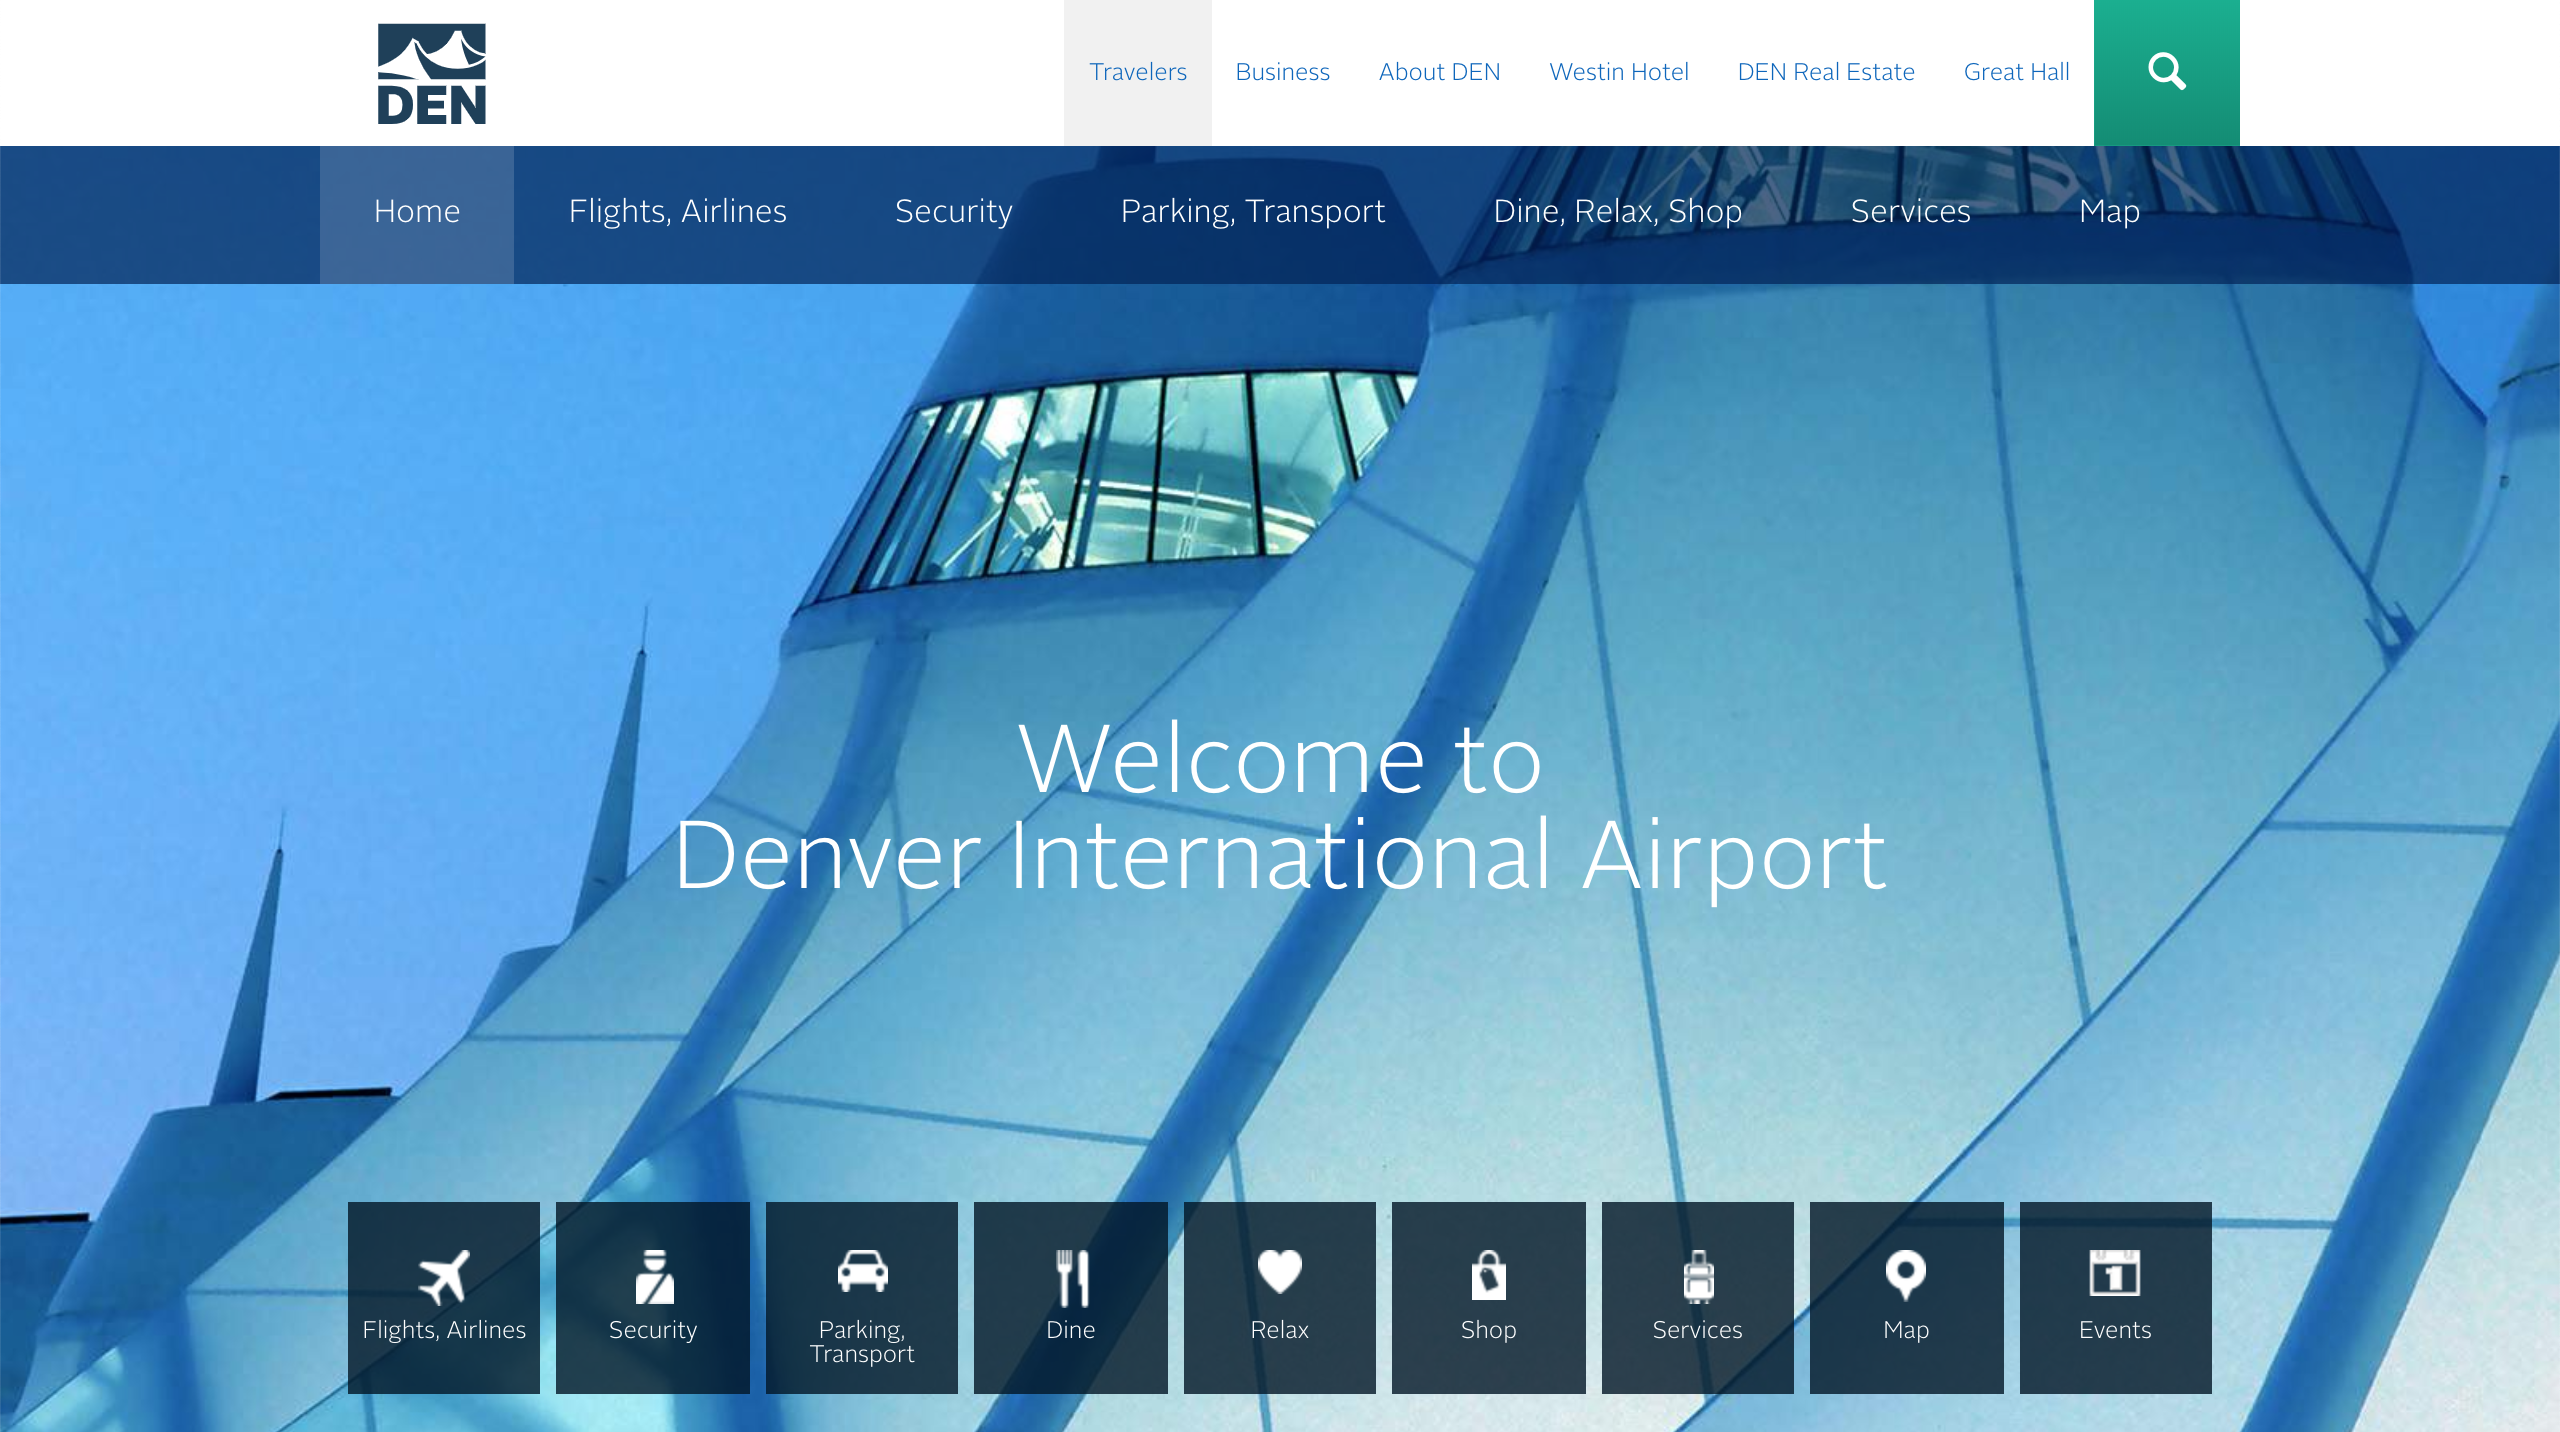 DEN
Travelers
Business
About DEN
Westin Hotel
DEN Real Estate
Great Hall
Home
Flights, Airlines
Security
Parking, Transport
Dine, Relax, Shop
Services
Map
Welcome to
Denver International Airport
Flights, Airlines
Security
Parking,
Transport
Dine
Relax
Shop
Services
Map
1
Events